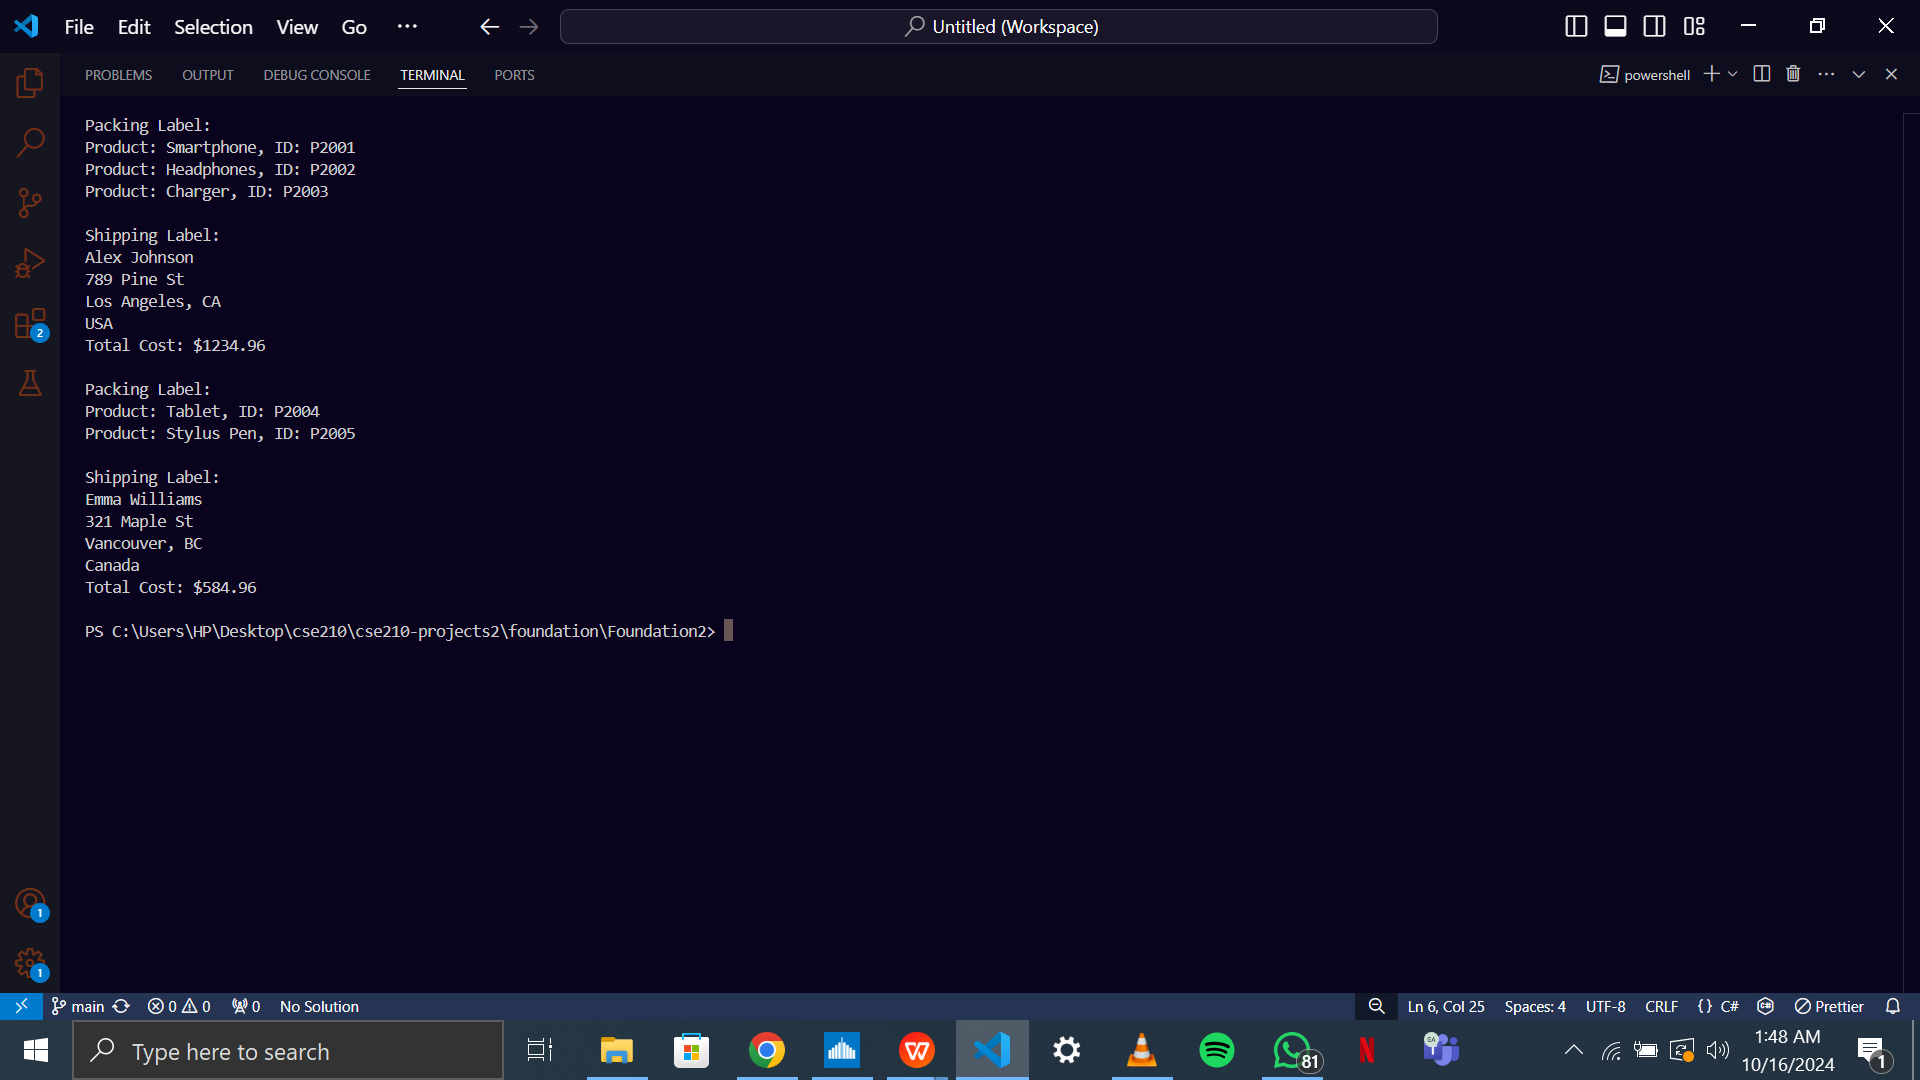 File Edit Selection View Go ··· Untitled (Workspace)
PROBLEMS OUTPUT DEBUG CONSOLE TERMINAL PORTS powershell
Packing Label:
Product: Smartphone, ID: P2001
Product: Headphones, ID: P2002
Product: Charger, ID: P2003
Shipping Label:
Alex Johnson
789 Pine St
Los Angeles, CA
USA
Total Cost: $1234.96
Packing Label:
Product: Tablet, ID: P2004
Product: Stylus Pen, ID: P2005
Shipping Label:
Emma Williams
321 Maple St
Vancouver, BC
Canada
Total Cost: $584.96
PS C:\Users\HP\Desktop\cse210\cse210-projects2\foundation\Foundation2>
2
1
1
main 0 0 0 No Solution Ln 6, Col 25 Spaces: 4 UTF-8 CRLF {} C# Prettier
Type here to search W 81 N GA 1:48 AM
10/16/2024 1